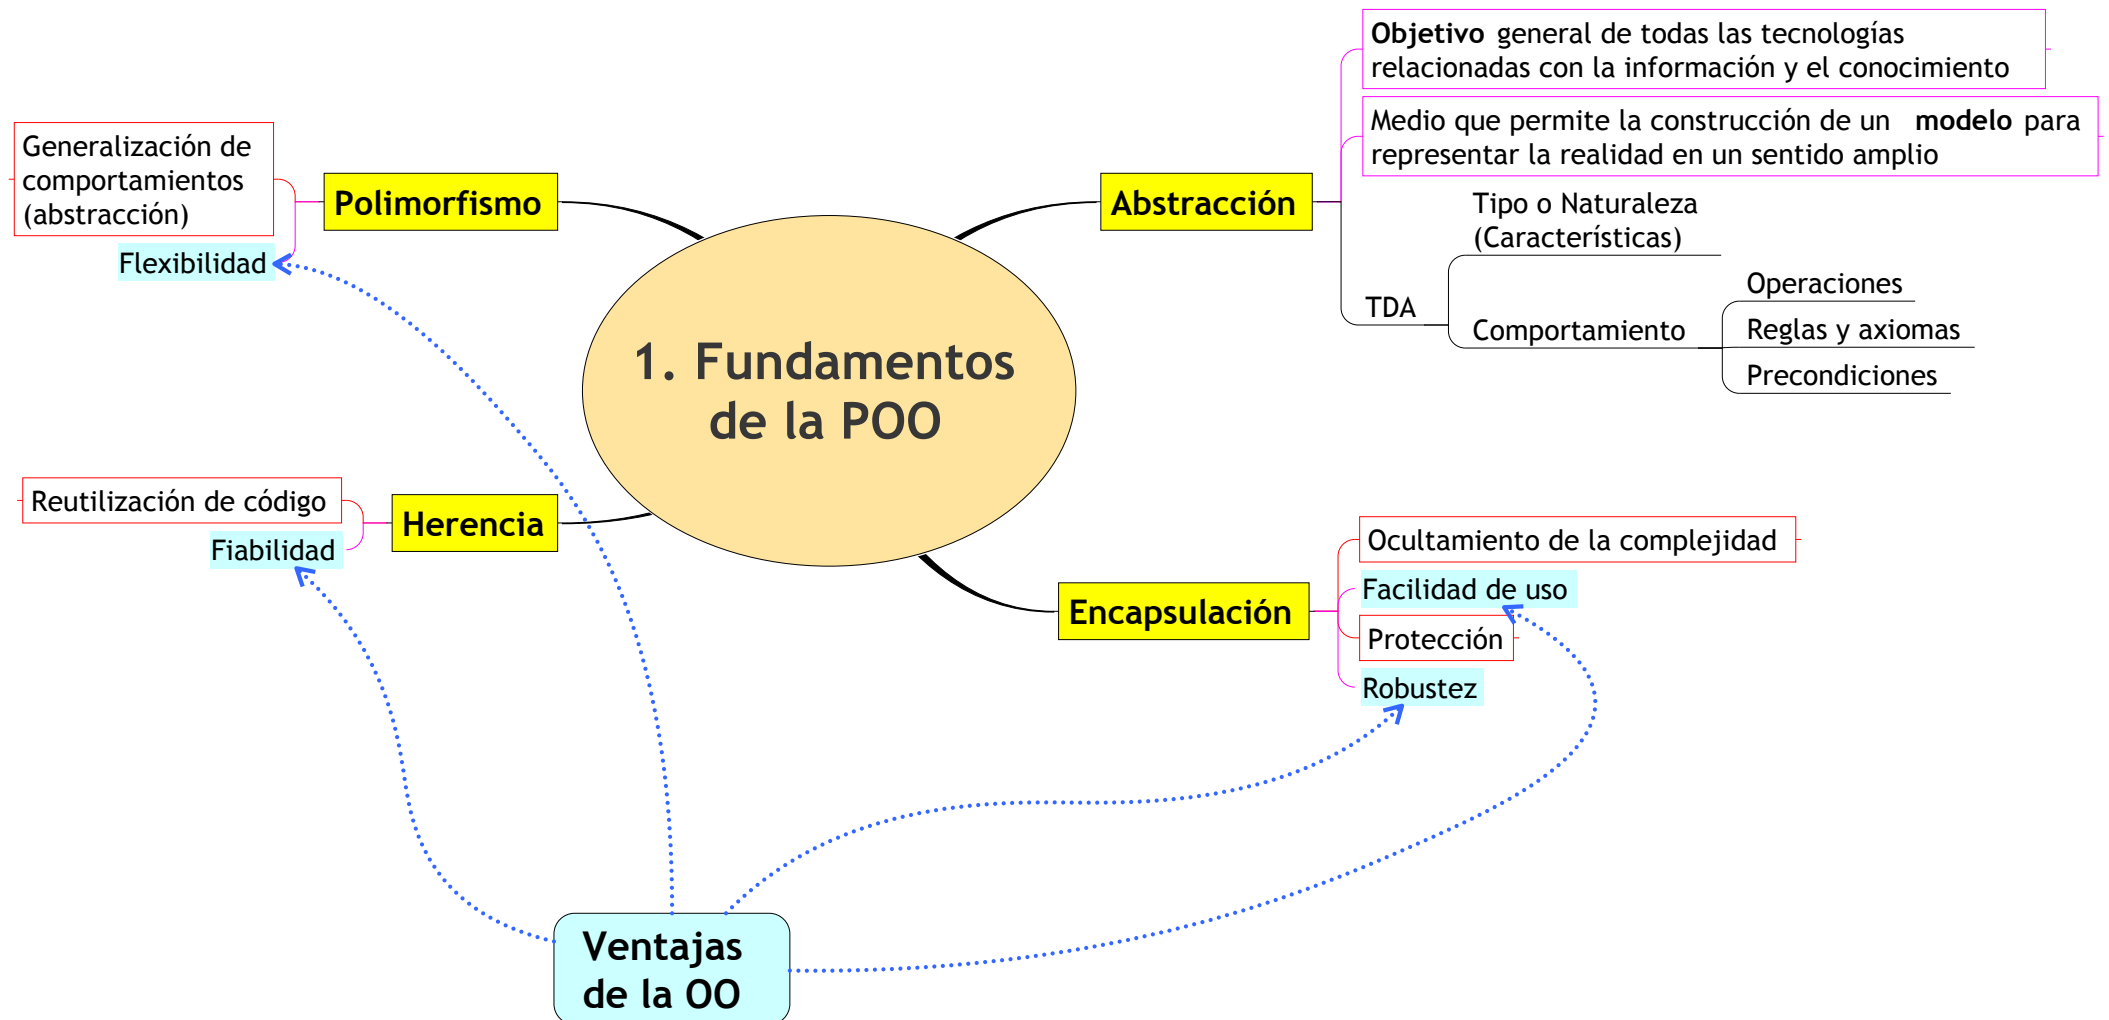 Objetivo general de todas las tecnologías
relacionadas con la información y el conocimiento
Medio que permite la construcción de un modelo para
representar la realidad en un sentido amplio
Generalización de
comportamientos
(abstracción)
Polimorfismo
Flexibilidad
Abstracción
Tipo o Naturaleza
(Características)
TDA
Comportamiento
Operaciones
Reglas y axiomas
Precondiciones
1. Fundamentos
de la POO
Reutilización de código
Herencia
Fiabilidad
Encapsulación
Ocultamiento de la complejidad
Facilidad de uso
Protección
Robustez
Ventajas
de la OO